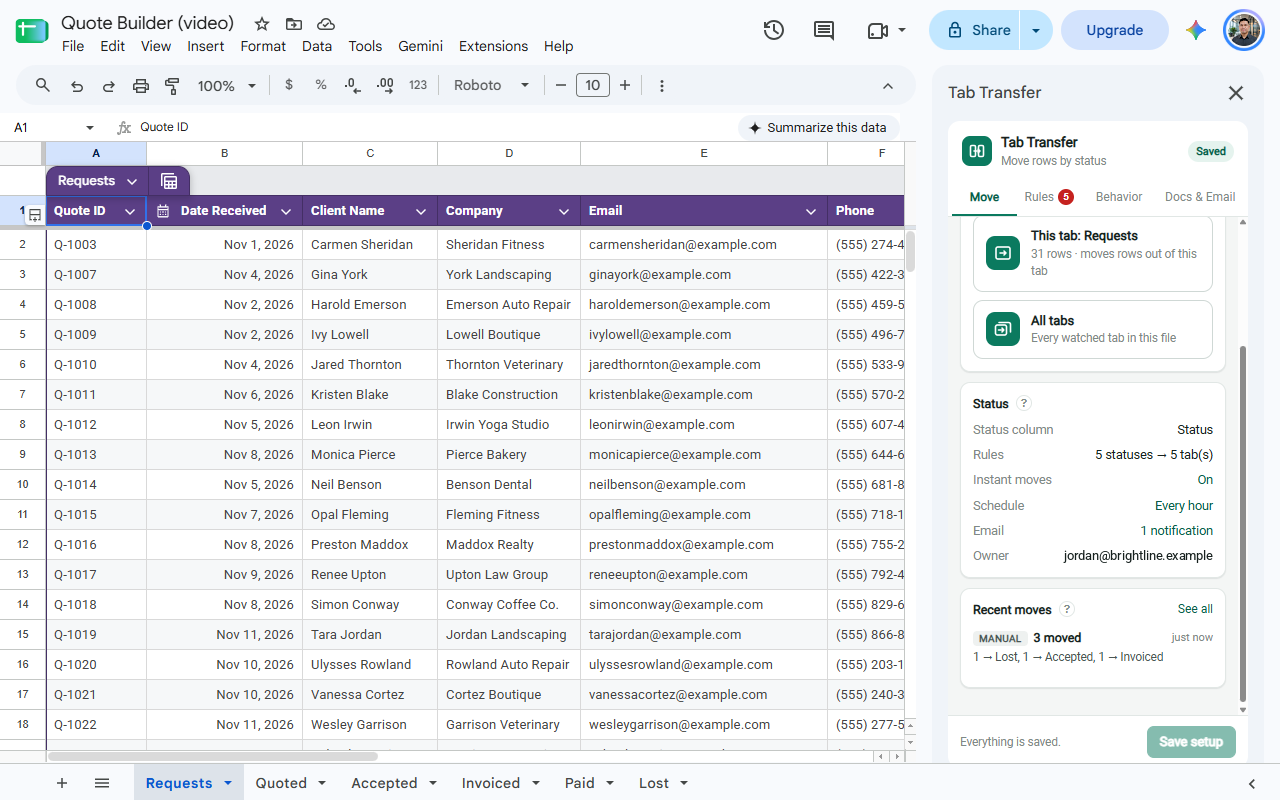 Quote Builder (video)
File Edit View Insert Format Data Tools Gemini Extensions Help
Share
Upgrade
100% $ % .0 .00 123 Roboto 10
A1 Quote ID
Summarize this data
A B C D E F
Requests
1 Quote ID Date Received Client Name Company Email Phone
2 Q-1003 Nov 1, 2026 Carmen Sheridan Sheridan Fitness carmensheridan@example.com (555) 274-4
3 Q-1007 Nov 4, 2026 Gina York York Landscaping ginayork@example.com (555) 422-3
4 Q-1008 Nov 2, 2026 Harold Emerson Emerson Auto Repair haroldemerson@example.com (555) 459-5
5 Q-1009 Nov 2, 2026 Ivy Lowell Lowell Boutique ivylowell@example.com (555) 496-7
6 Q-1010 Nov 4, 2026 Jared Thornton Thornton Veterinary jaredthornton@example.com (555) 533-9
7 Q-1011 Nov 6, 2026 Kristen Blake Blake Construction kristenblake@example.com (555) 570-2
8 Q-1012 Nov 5, 2026 Leon Irwin Irwin Yoga Studio leonirwin@example.com (555) 607-4
9 Q-1013 Nov 8, 2026 Monica Pierce Pierce Bakery monicapierce@example.com (555) 644-6
10 Q-1014 Nov 5, 2026 Neil Benson Benson Dental neilbenson@example.com (555) 681-8
11 Q-1015 Nov 7, 2026 Opal Fleming Fleming Fitness opalfleming@example.com (555) 718-1
12 Q-1016 Nov 8, 2026 Preston Maddox Maddox Realty prestonmaddox@example.com (555) 755-2
13 Q-1017 Nov 9, 2026 Renee Upton Upton Law Group reneeupton@example.com (555) 792-4
14 Q-1018 Nov 8, 2026 Simon Conway Conway Coffee Co. simonconway@example.com (555) 829-6
15 Q-1019 Nov 11, 2026 Tara Jordan Jordan Landscaping tarajordan@example.com (555) 866-8
16 Q-1020 Nov 10, 2026 Ulysses Rowland Rowland Auto Repair ulyssesrowland@example.com (555) 203-1
17 Q-1021 Nov 10, 2026 Vanessa Cortez Cortez Boutique vanessacortez@example.com (555) 240-3
18 Q-1022 Nov 11, 2026 Wesley Garrison Garrison Veterinary wesleygarrison@example.com (555) 277-5
Requests Quoted Accepted Invoiced Paid Lost
Tab Transfer
Tab Transfer
Move rows by status
Saved
Move Rules 5 Behavior Docs & Email
This tab: Requests
31 rows · moves rows out of this
tab
All tabs
Every watched tab in this file
Status ?
Status column Status
Rules 5 statuses → 5 tab(s)
Instant moves On
Schedule Every hour
Email 1 notification
Owner jordan@brightline.example
Recent moves ? See all
MANUAL 3 moved just now
1 → Lost, 1 → Accepted, 1 → Invoiced
Everything is saved.
Save setup